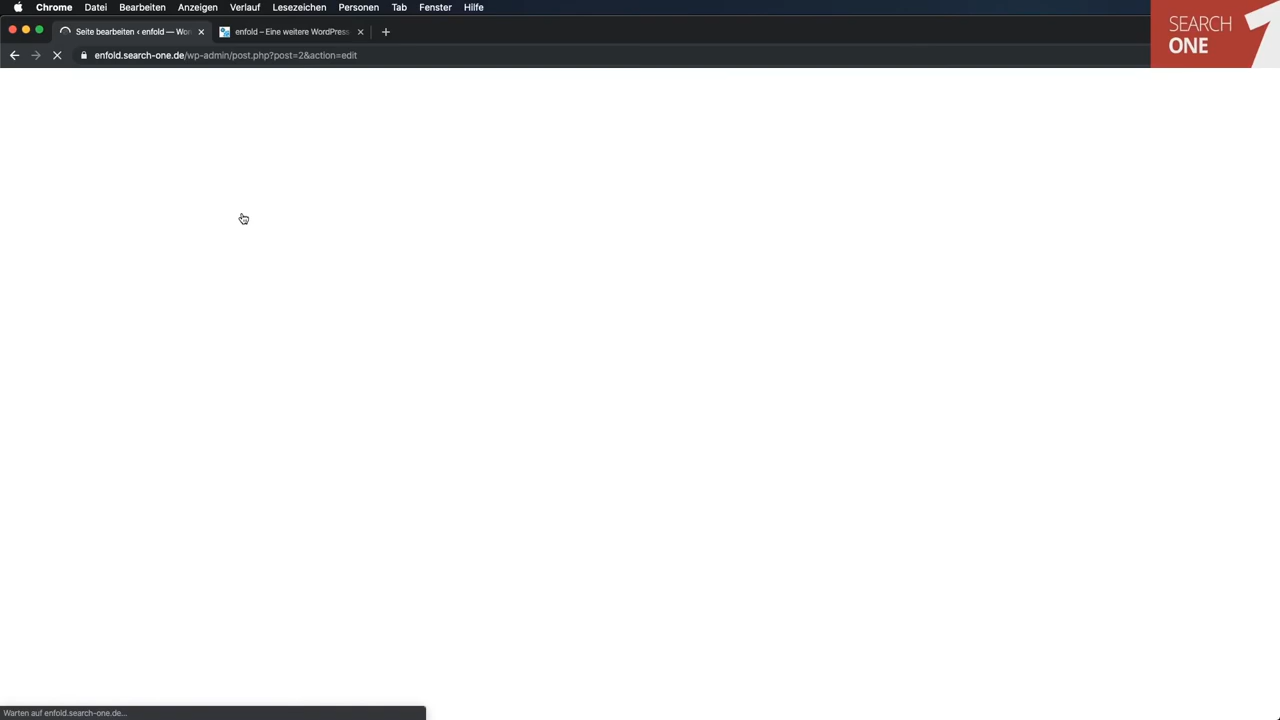 Chrome Datei Bearbeiten Anzeigen Verlauf Lesezeichen Personen Tab Fenster Hilfe
Seite bearbeiten ‹ enfold — Wor
enfold – Eine weitere WordPress
enfold.search-one.de/wp-admin/post.php?post=2&action=edit
SEARCH
ONE
1
Warten auf enfold.search-one.de...